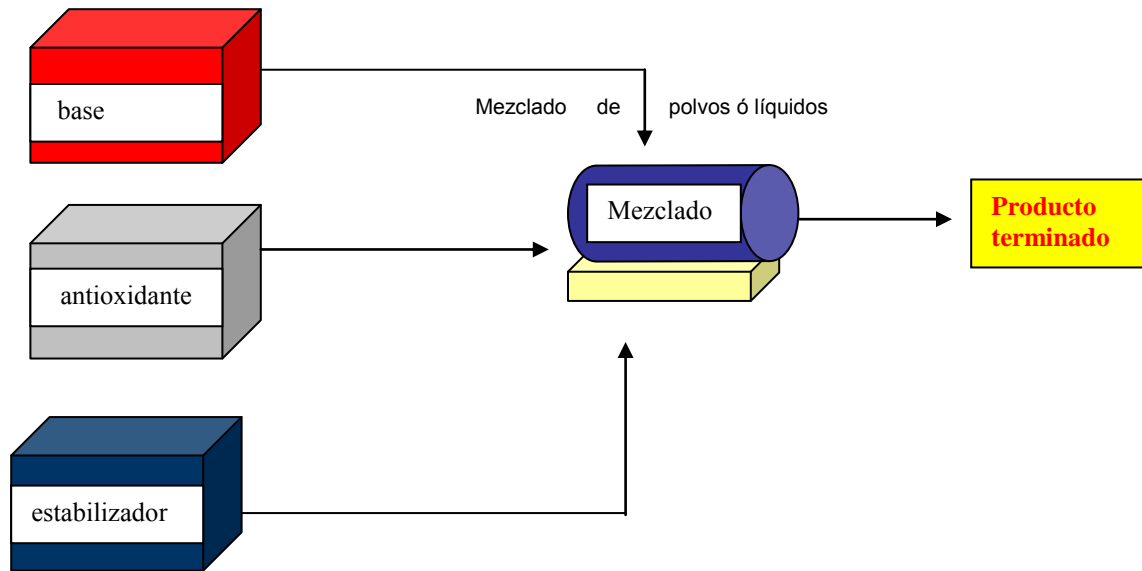 base
Mezclado de polvos ó líquidos
Mezclado
Producto
terminado
antioxidante
estabilizador